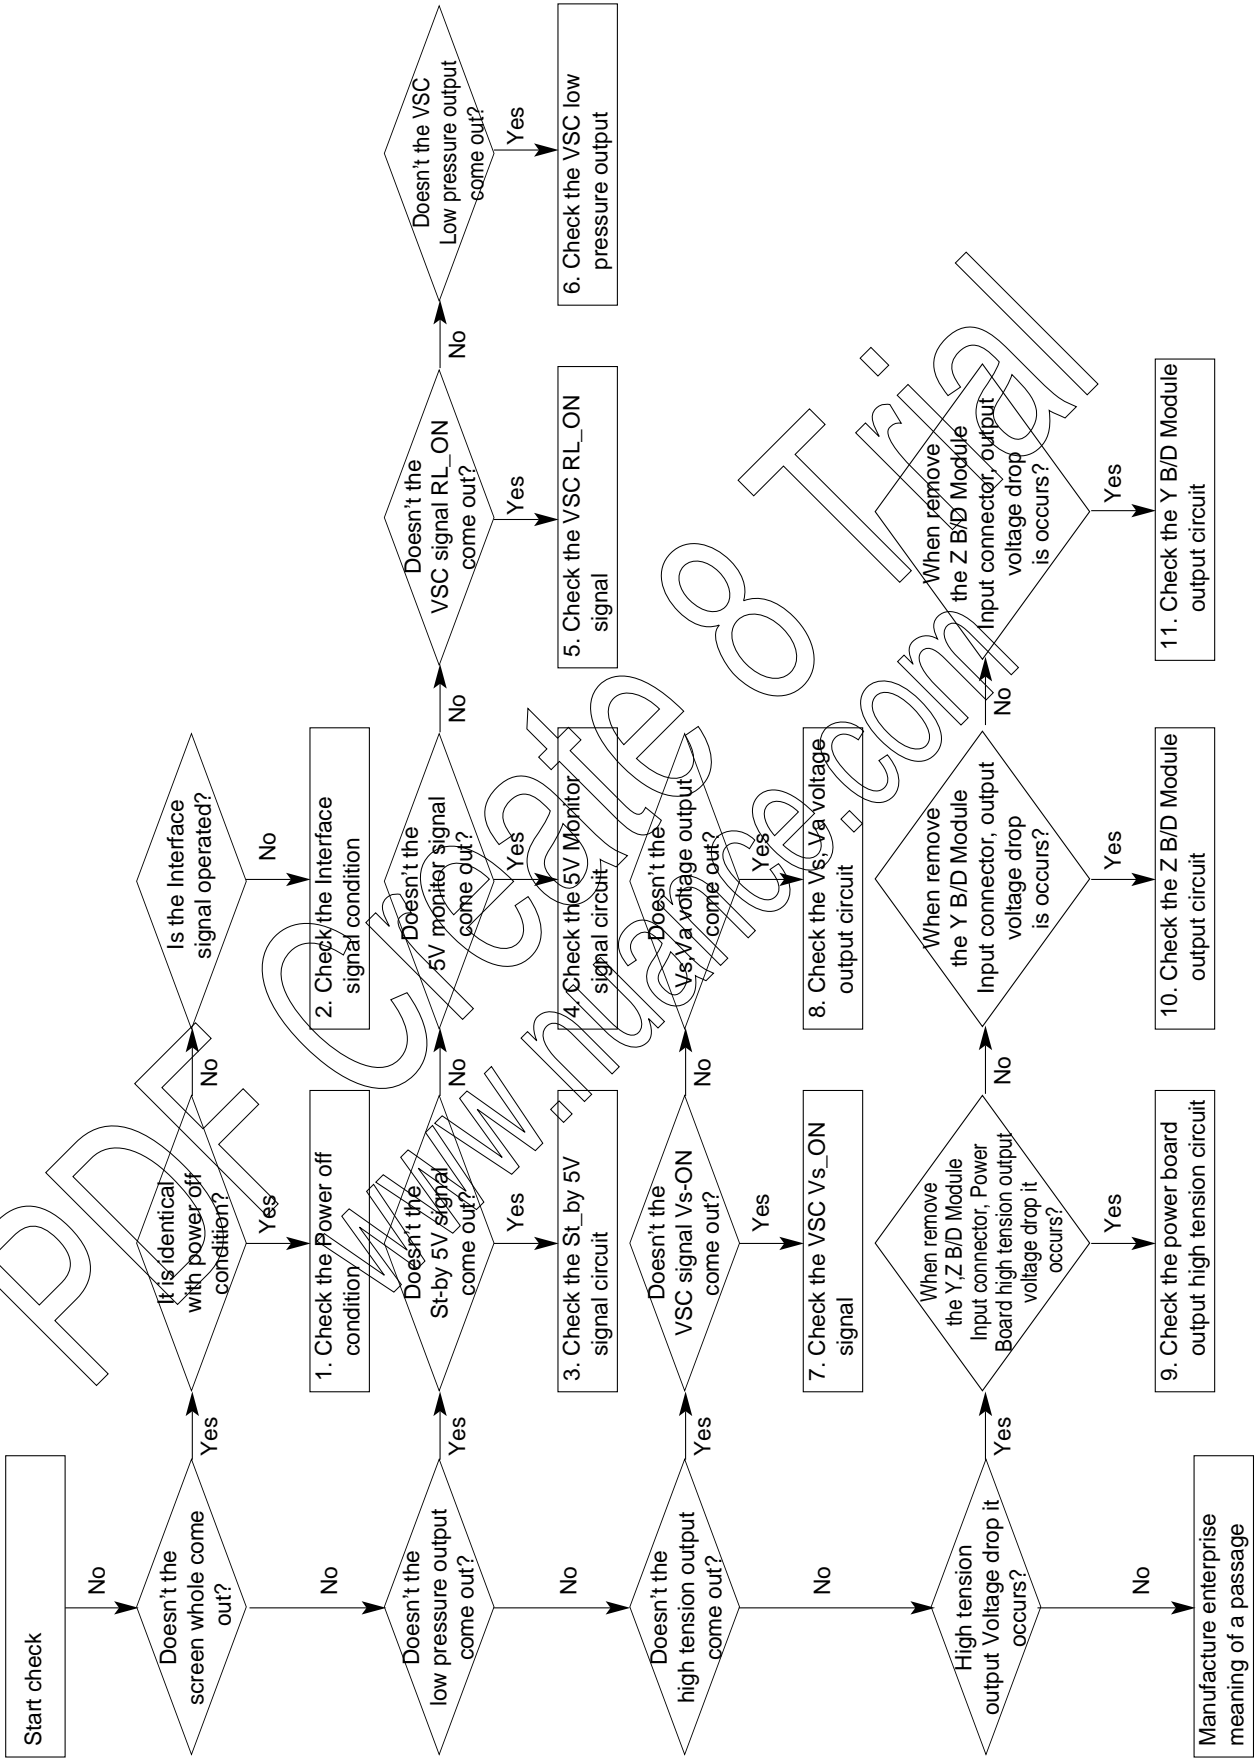 Start check
No
Doesn't the
screen whole come
out?
Yes
It is identical
with power off
condition?
No
Is the Interface
signal operated?
Yes
1. Check the Power off
condition
No
2. Check the Interface
signal condition
No
Doesn't the
low pressure output
come out?
Yes
Doesn't the
St-by 5V signal
come out?
No
Doesn't the
5V monitor signal
come out?
No
Doesn't the
VSC signal RL_ON
come out?
No
Doesn't the VSC
Low pressure output
come out?
Yes
3. Check the St_by 5V
signal circuit
Yes
4. Check the 5V Monitor
signal circuit
Yes
5. Check the VSC RL_ON
signal
Yes
6. Check the VSC low
pressure output
No
Doesn't the
high tension output
come out?
Yes
Doesn't the
VSC signal Vs-ON
come out?
No
Doesn't the
Vs,Va voltage output
come out?
Yes
7. Check the VSC Vs_ON
signal
Yes
8. Check the Vs, Va voltage
output circuit
No
High tension
output Voltage drop it
occurs?
Yes
When remove
the Y,Z B/D Module
Input connector, Power
Board high tension output
voltage drop it
occurs?
No
When remove
the Y B/D Module
Input connector, output
voltage drop
is occurs?
No
When remove
the Z B/D Module
Input connector, output
voltage drop
is occurs?
Yes
9. Check the power board
output high tension circuit
Yes
10. Check the Z B/D Module
output circuit
Yes
11. Check the Y B/D Module
output circuit
No
Manufacture enterprise
meaning of a passage
PDF Create 8 Trial
www.nuance.com